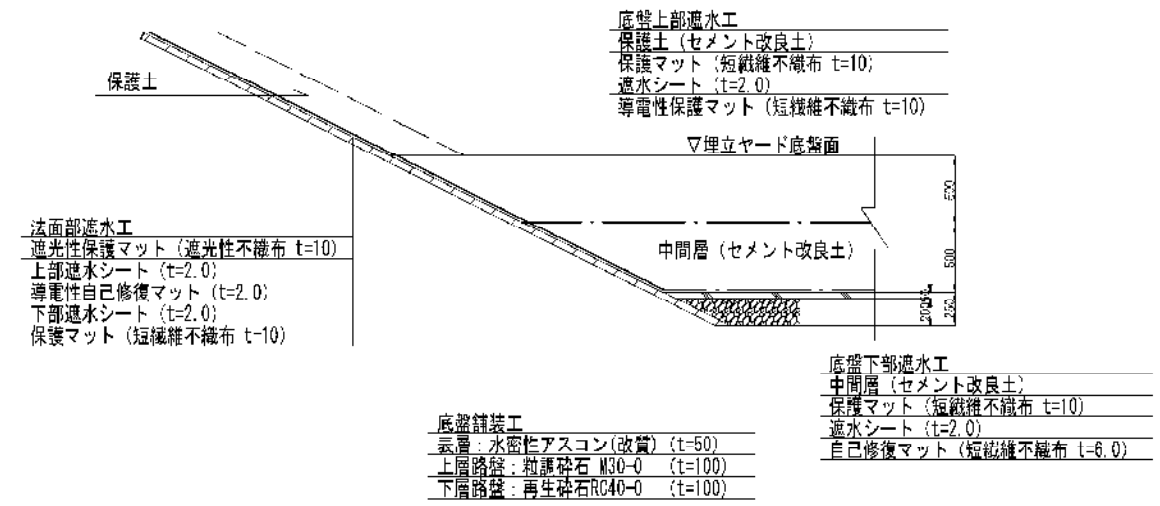 底盤上部遮水工
保護土（セメント改良土）
保護マット（短繊維不織布 t=10）
遮水シート（t=2.0）
導電性保護マット（短繊維不織布 t=10）
保護土
▽埋立ヤード底盤面
500
法面部遮水工
遮光性保護マット（遮光性不織布 t=10）
上部遮水シート（t=2.0）
導電性自己修復マット（t=2.0）
下部遮水シート（t=2.0）
保護マット（短繊維不織布 t=10）
中間層（セメント改良土）
500
200
50
250
底盤下部遮水工
中間層（セメント改良土）
保護マット（短繊維不織布 t=10）
遮水シート（t=2.0）
自己修復マット（短繊維不織布 t=6.0）
底盤舗装工
表層：水密性アスコン(改質)（t=50）
上層路盤：粒調砕石 M30-0 （t=100）
下層路盤：再生砕石RC40-0 （t=100）